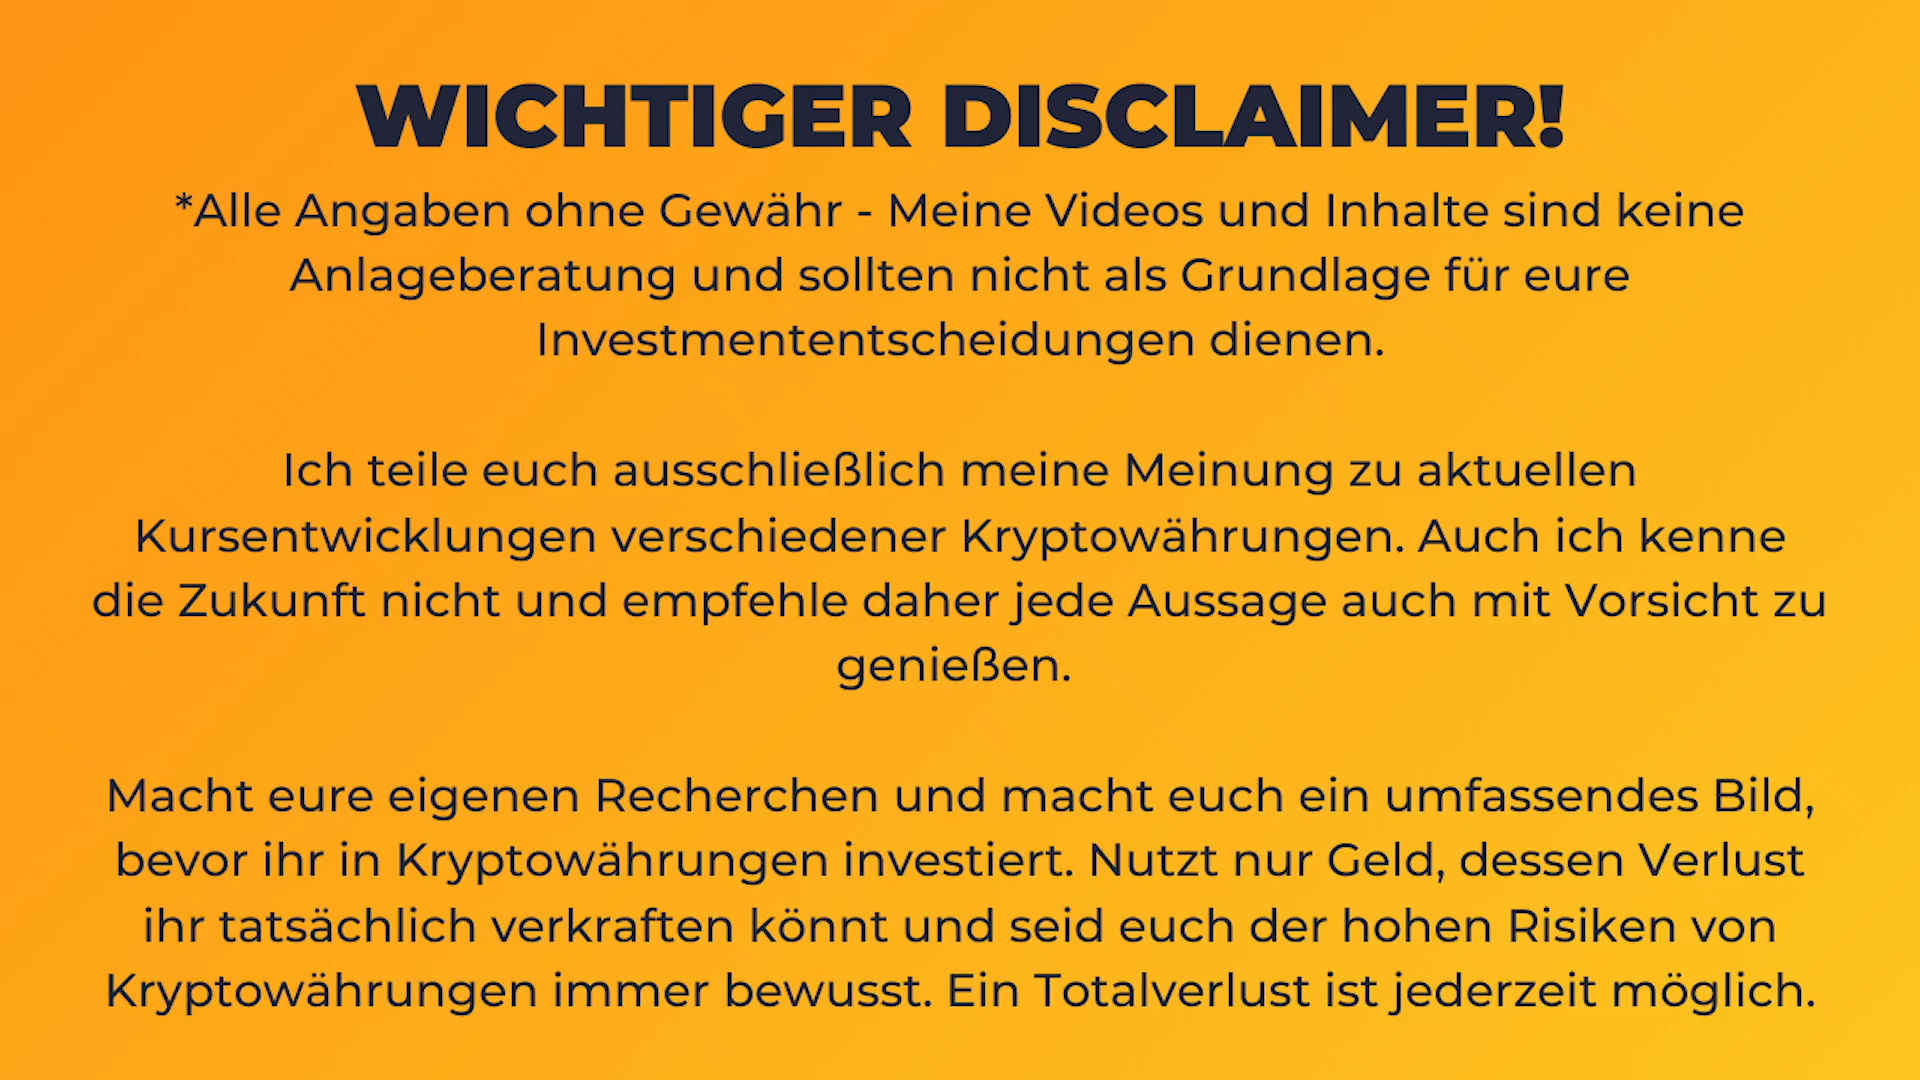 WICHTIGER DISCLAIMER!
*Alle Angaben ohne Gewähr - Meine Videos und Inhalte sind keine
Anlageberatung und sollten nicht als Grundlage für eure
Investmententscheidungen dienen.
Ich teile euch ausschließlich meine Meinung zu aktuellen
Kursentwicklungen verschiedener Kryptowährungen. Auch ich kenne
die Zukunft nicht und empfehle daher jede Aussage auch mit Vorsicht zu
genießen.
Macht eure eigenen Recherchen und macht euch ein umfassendes Bild,
bevor ihr in Kryptowährungen investiert. Nutzt nur Geld, dessen Verlust
ihr tatsächlich verkraften könnt und seid euch der hohen Risiken von
Kryptowährungen immer bewusst. Ein Totalverlust ist jederzeit möglich.